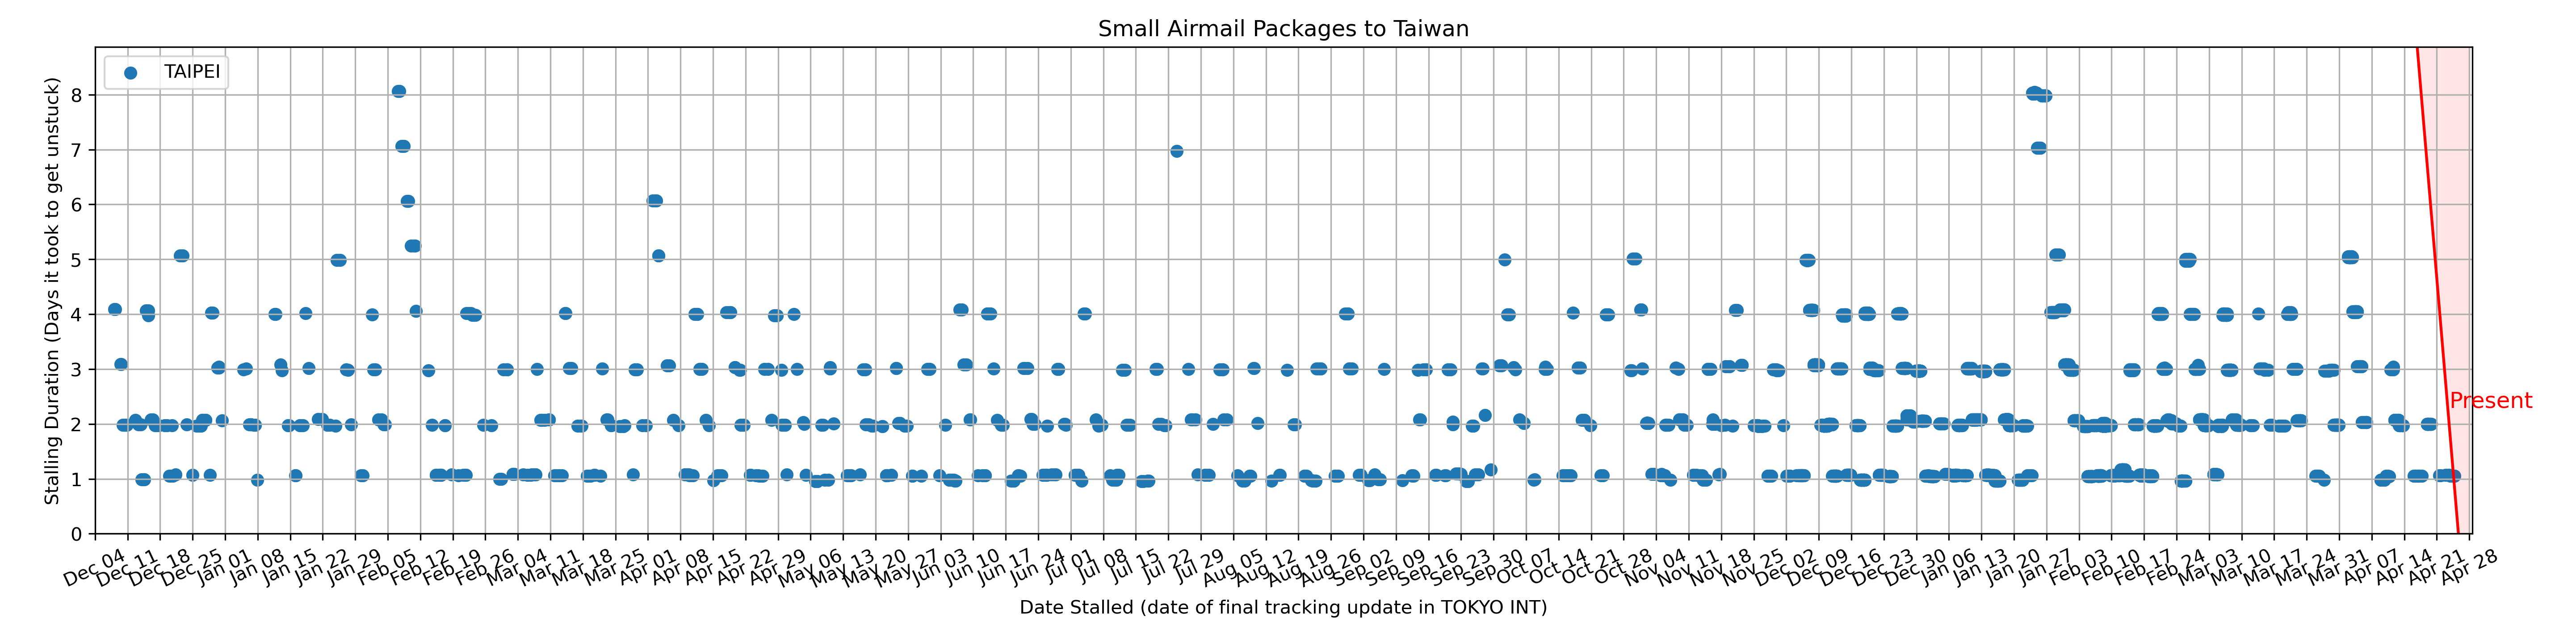 Small Airmail Packages to Taiwan
TAIPEI
Stalling Duration (Days it took to get unstuck)
8
7
6
5
4
3
2
1
0
Present
Dec 04
Dec 11
Dec 18
Dec 25
Jan 01
Jan 08
Jan 15
Jan 22
Jan 29
Feb 05
Feb 12
Feb 19
Feb 26
Mar 04
Mar 11
Mar 18
Mar 25
Apr 01
Apr 08
Apr 15
Apr 22
Apr 29
May 06
May 13
May 20
May 27
Jun 03
Jun 10
Jun 17
Jun 24
Jul 01
Jul 08
Jul 15
Jul 22
Jul 29
Aug 05
Aug 12
Aug 19
Aug 26
Sep 02
Sep 09
Sep 16
Sep 23
Sep 30
Oct 07
Oct 14
Oct 21
Oct 28
Nov 04
Nov 11
Nov 18
Nov 25
Dec 02
Dec 09
Dec 16
Dec 23
Dec 30
Jan 06
Jan 13
Jan 20
Jan 27
Feb 03
Feb 10
Feb 17
Feb 24
Mar 03
Mar 10
Mar 17
Mar 24
Mar 31
Apr 07
Apr 14
Apr 21
Apr 28
Date Stalled (date of final tracking update in TOKYO INT)